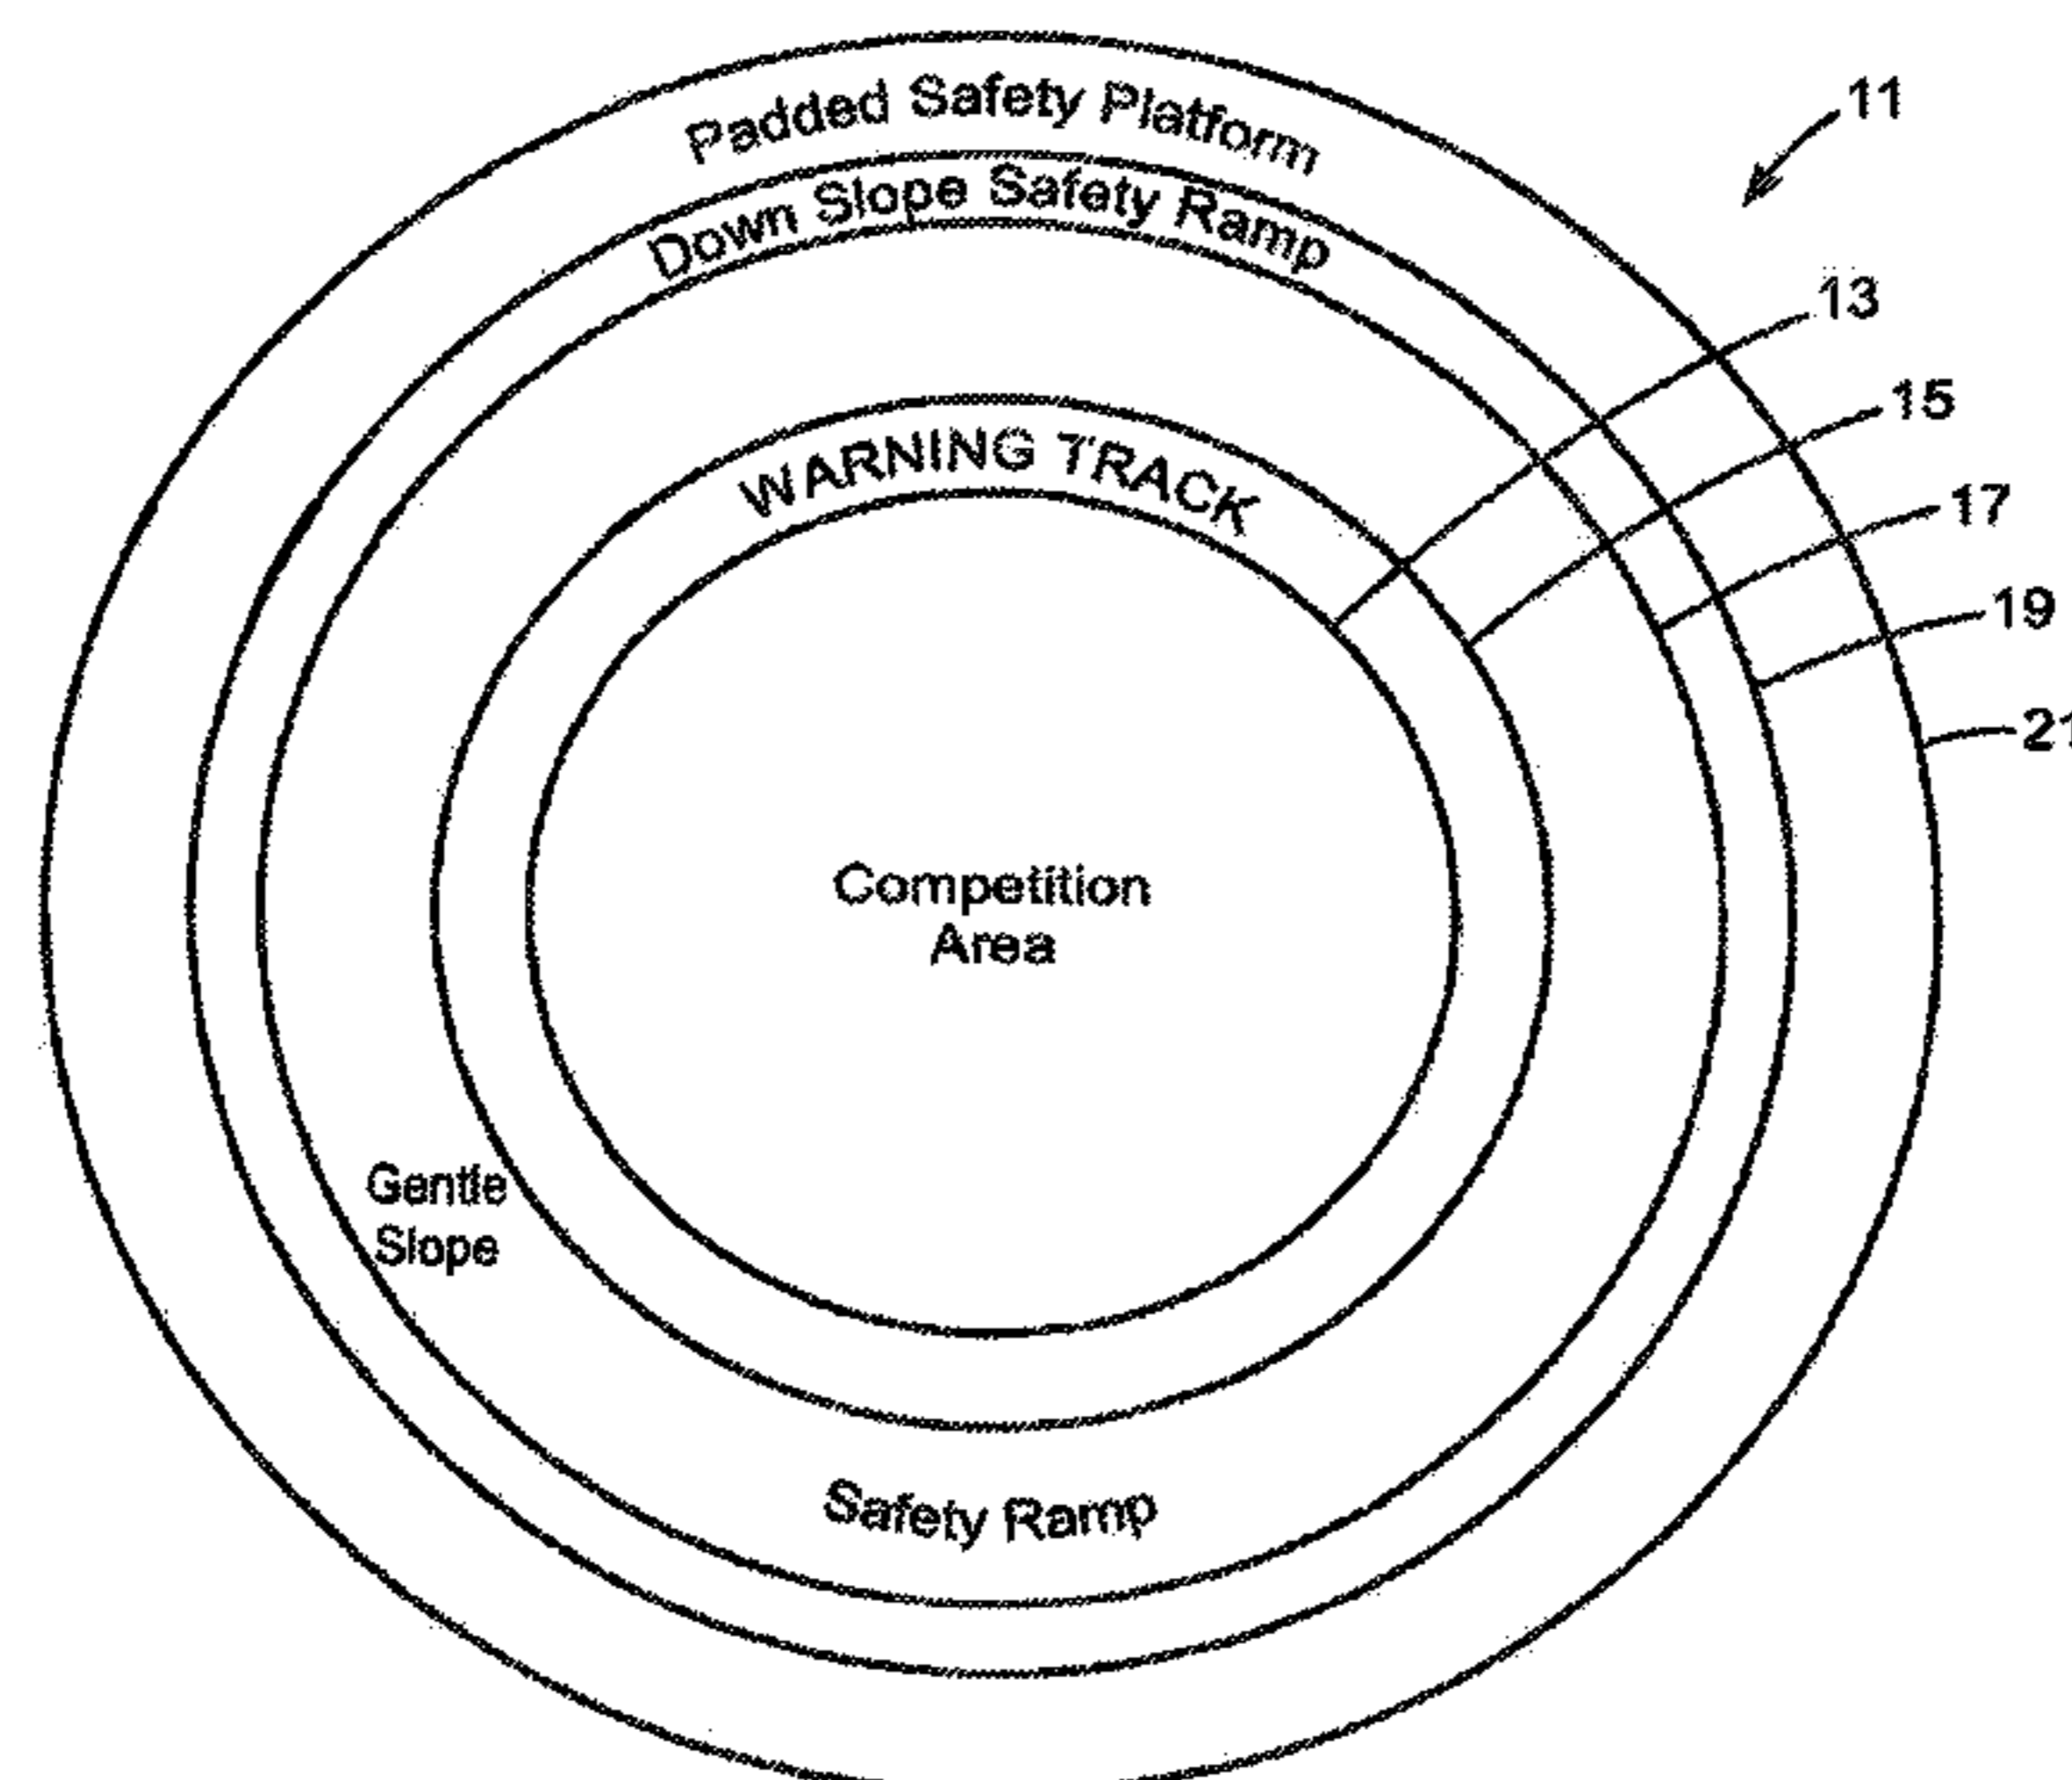 Padded Safety Platform
11
Down Slope Safety Ramp
13
15
WARNING TRACK
17
19
21
Competition
Area
Gentle
Slope
Safety Ramp